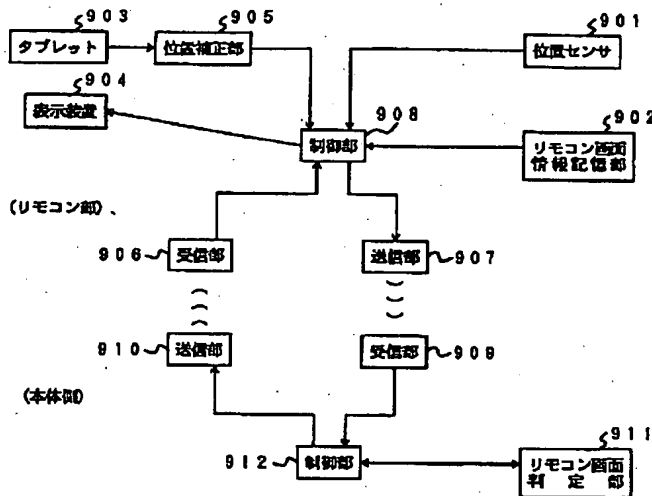 903
タブレット
905
位置補正部
901
位置センサ
904
表示装置
908
制御部
902
リモコン画面
情報記憶部
(リモコン部)、
906
受信部
送信部
907
910
送信部
受信部
909
(本体側)
912
制御部
911
リモコン画面
判定部